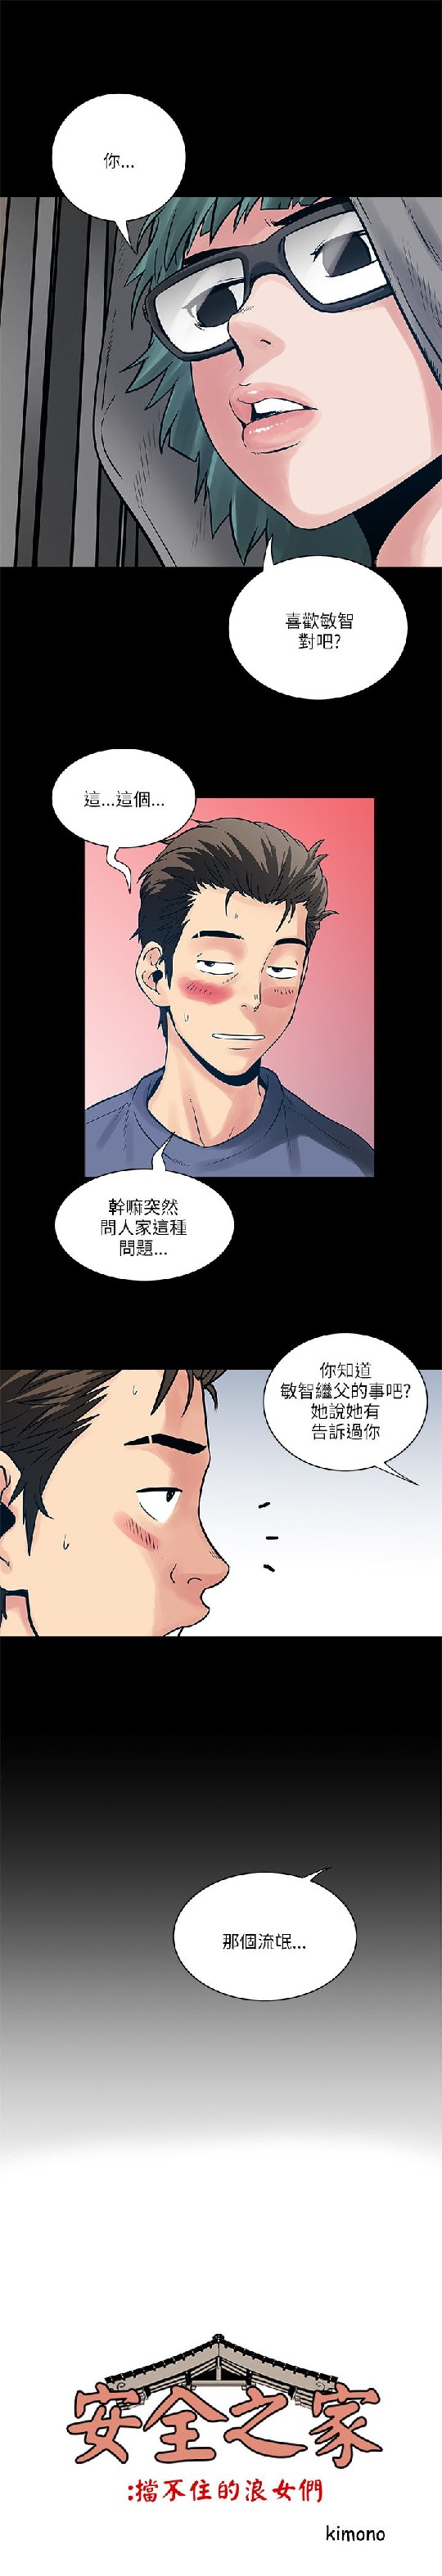 你...
喜歡敏智
對吧?
這...這個...
幹嘛突然
問人家這種
問題...
你知道
敏智繼父的事吧?
她說她有
告訴過你
那個流氓...
安全之家
:擋不住的浪女們
kimono